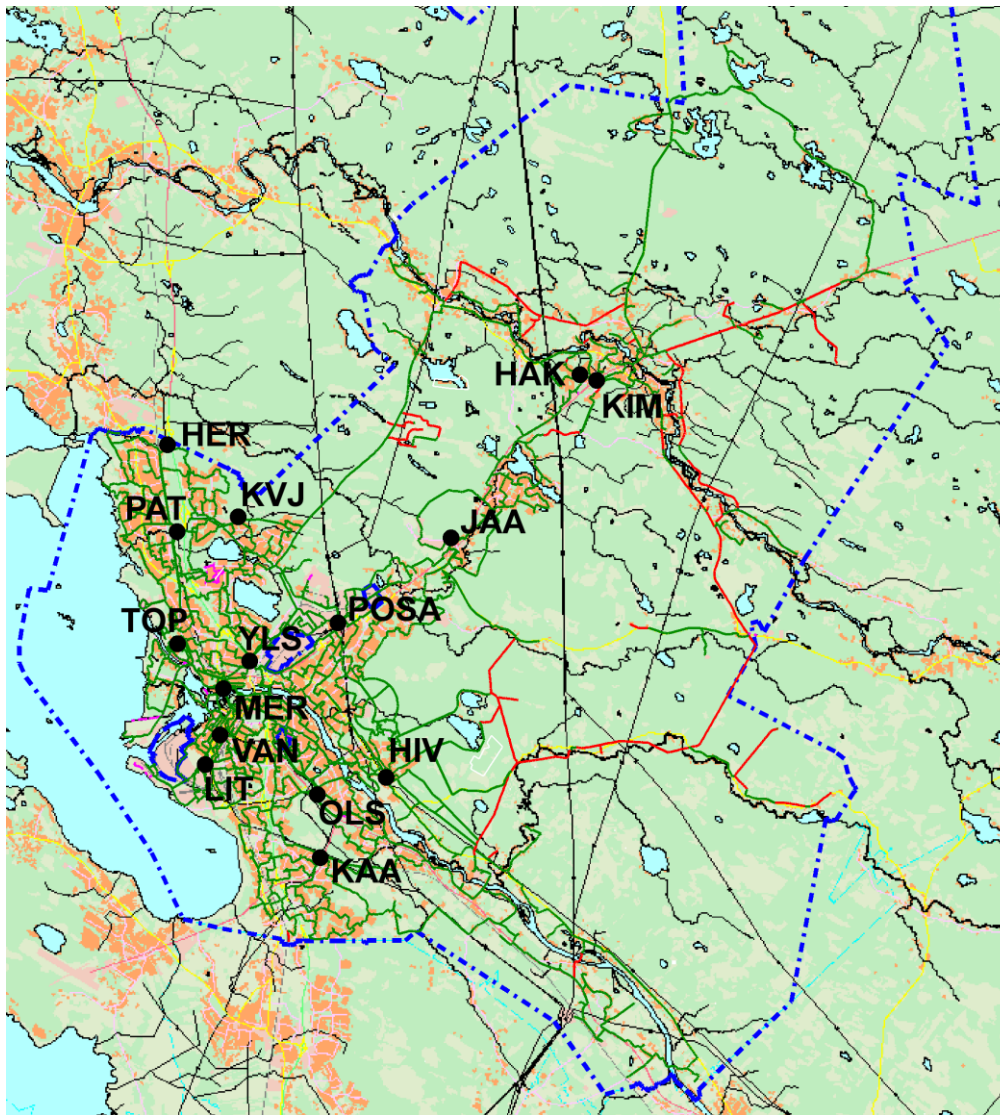 HAK
KIM
HER
KVJ
PAT
JAA
POSA
TOP
YLS
MER
VAN
HIV
LIT
OLS
KAA